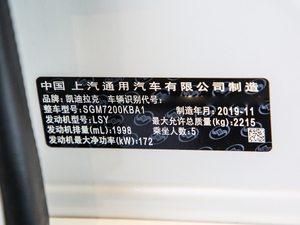 中国 上汽通用汽车有限公司制造
品牌：凯迪拉克 车辆识别代号：
整车型号：SGM7200KBA1 制造年月：2019-11
发动机型号：LSY 最大允许总质量(kg)：2215
发动机排量(mL)：1998 乘坐人数：5
发动机最大净功率(kW)：172